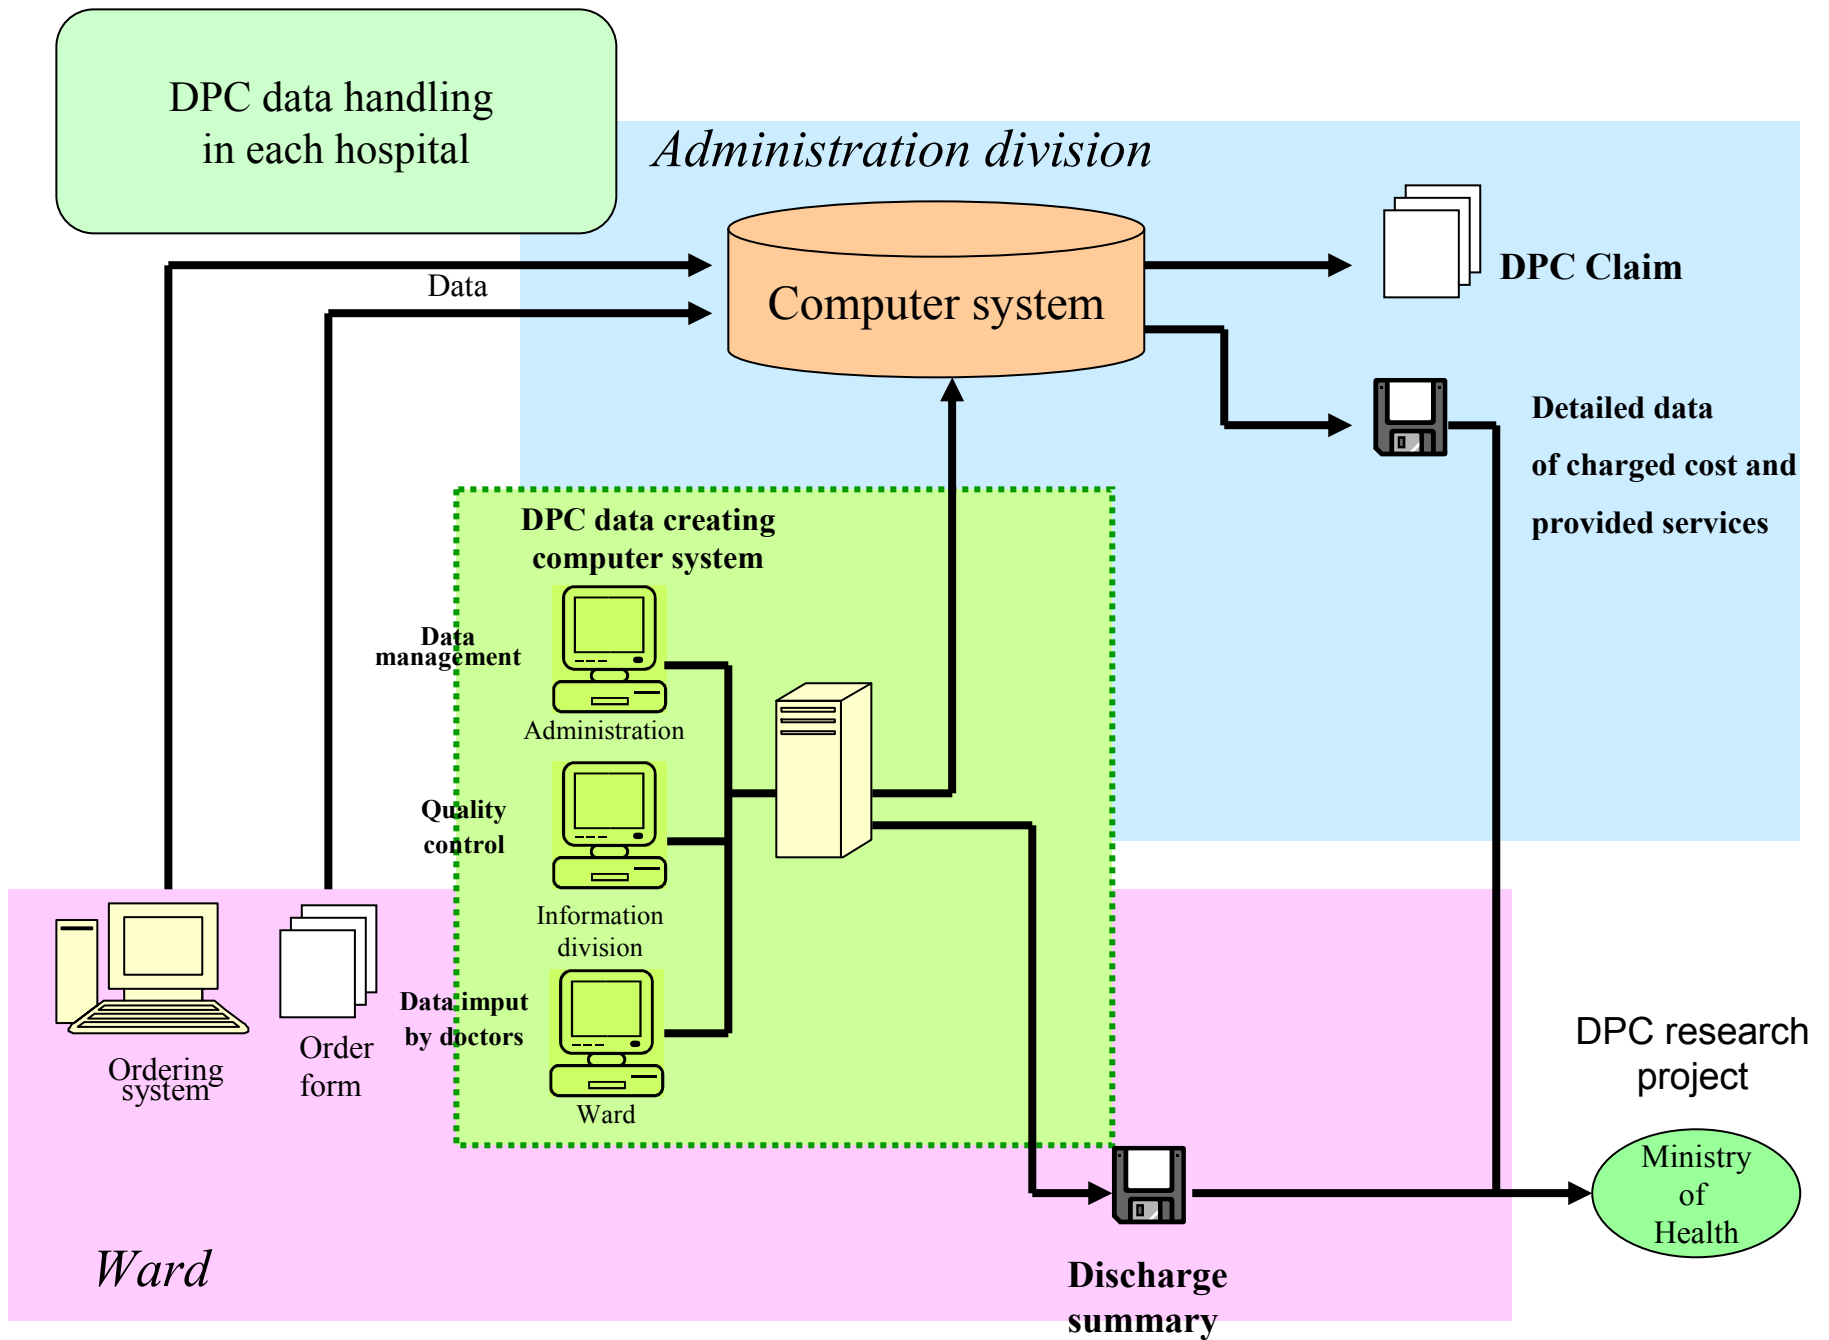 DPC data handling
in each hospital
Administration division
Data
Computer system
DPC Claim
Detailed data
of charged cost and
provided services
DPC data creating
computer system
Data
management
Administration
Quality
control
Information
division
Data imput
by doctors
Ward
Ordering
system
Order
form
DPC research
project
Ministry
of
Health
Ward
Discharge
summary